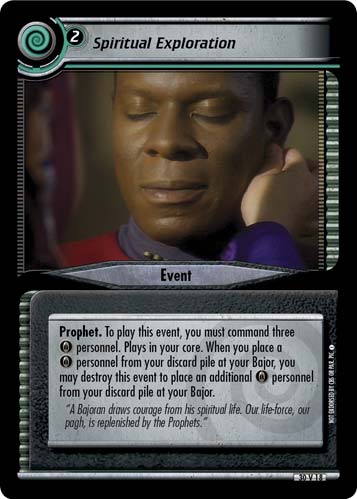 2
Spiritual Exploration
Event
Prophet. To play this event, you must command three
personnel. Plays in your core. When you place a
personnel from your discard pile at your Bajor, you
may destroy this event to place an additional personnel
from your discard pile at your Bajor.
“A Bajoran draws courage from his spiritual life. Our life-force, our
pagh, is replenished by the Prophets.”
NOT ENDORSED BY CBS OR PAR. PIC.
30 V 18